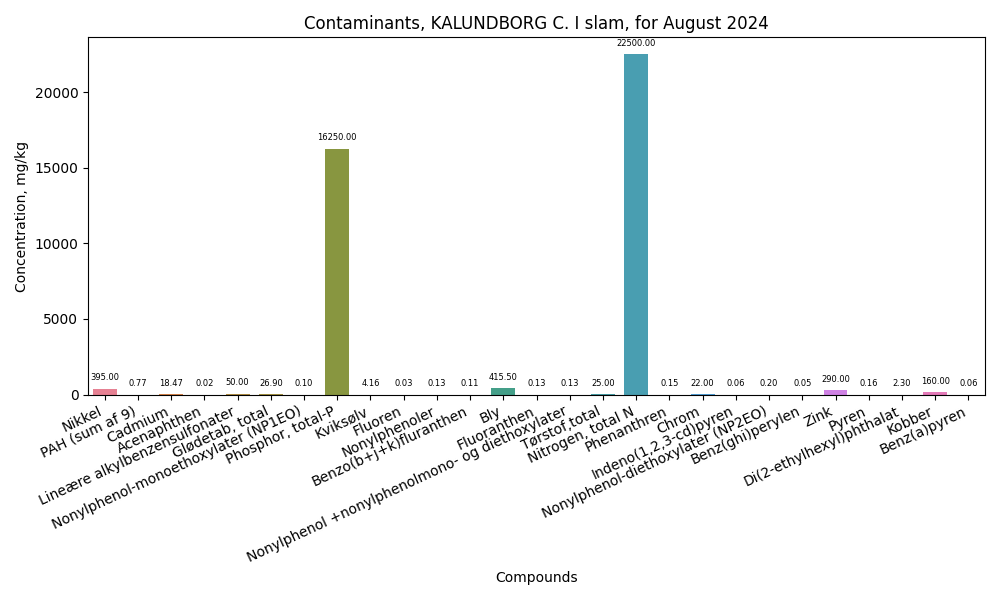 Contaminants, KALUNDBORG C. I slam, for August 2024
Concentration, mg/kg
20000
15000
10000
5000
0
395.00
0.77
18.47
0.02
50.00
26.90
0.10
16250.00
4.16
0.03
0.13
0.11
415.50
0.13
0.13
25.00
22500.00
0.15
22.00
0.06
0.20
0.05
290.00
0.16
2.30
160.00
0.06
Nikkel
PAH (sum af 9)
Cadmium
Acenaphthen
Lineære alkylbenzensulfonater
Glødetab, total
Nonylphenol-monoethoxylater (NP1EO)
Phosphor, total-P
Kviksølv
Fluoren
Nonylphenoler
Benzo(b+j+k)fluranthen
Bly
Fluoranthen
Nonylphenol +nonylphenolmono- og diethoxylater
Tørstof,total
Nitrogen, total N
Phenanthren
Chrom
Indeno(1,2,3-cd)pyren
Nonylphenol-diethoxylater (NP2EO)
Benz(ghi)perylen
Zink
Pyren
Di(2-ethylhexyl)phthalat
Kobber
Benz(a)pyren
Compounds